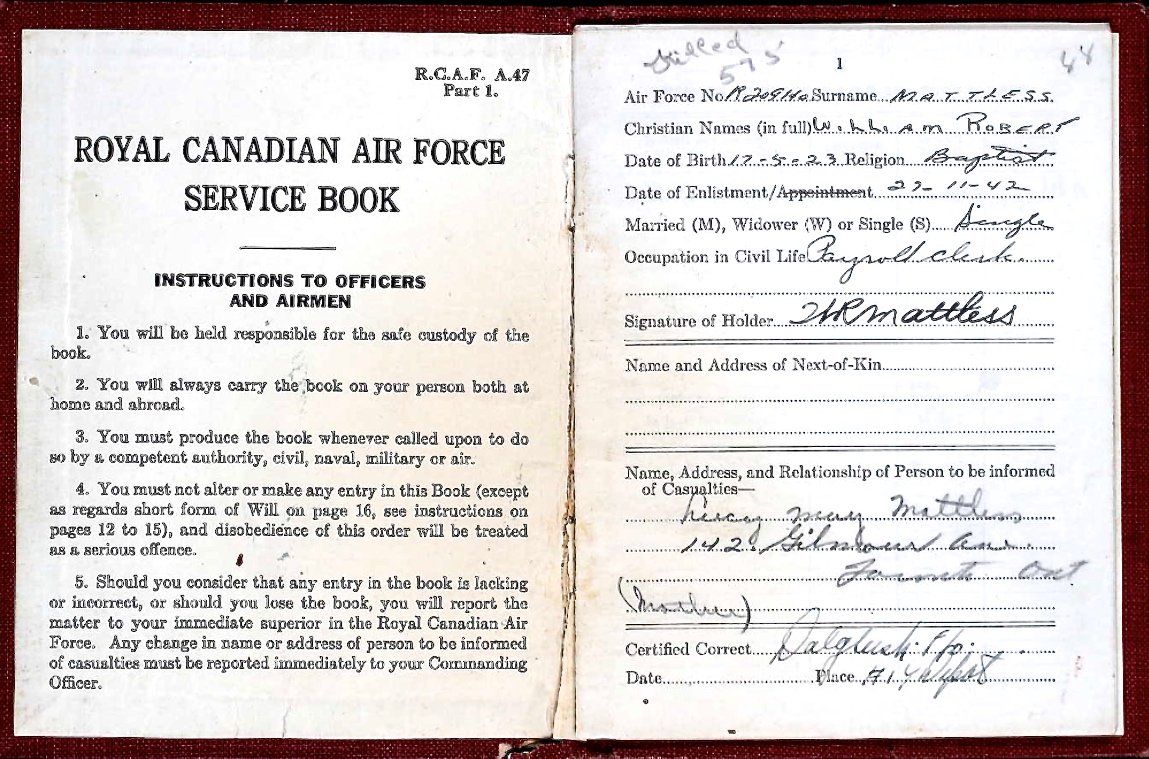 R.C.A.F. A.47
Part 1.
ROYAL CANADIAN AIR FORCE
SERVICE BOOK
INSTRUCTIONS TO OFFICERS
AND AIRMEN
1. You will be held responsible for the safe custody of the
book.
2. You will always carry the book on your person both at
home and abroad.
3. You must produce the book whenever called upon to do
so by a competent authority, civil, naval, military or air.
4. You must not alter or make any entry in this Book (except
as regards short form of Will on page 16, see instructions on
pages 12 to 15), and disobedience of this order will be treated
as a serious offence.
5. Should you consider that any entry in the book is lacking
or incorrect, or should you lose the book, you will report the
matter to your immediate superior in the Royal Canadian Air
Force. Any change in name or address of person to be informed
of casualties must be reported immediately to your Commanding
Officer.
575
1
Air Force No. Surname MATTLESS
Christian Names (in full) WILLIAM ROBERT
Date of Birth 17-5-23 Religion Baptist
Date of Enlistment/Appointment 11-42
Married (M), Widower (W) or Single (S) Single
Occupation in Civil Life Payroll clerk.
Signature of Holder WR Mattless
Name and Address of Next-of-Kin
Name, Address, and Relationship of Person to be informed
of Casualties—
May Mattless
142 Gilmour Ave.
Ont
(Mother)
Certified Correct F/O.
Date Place